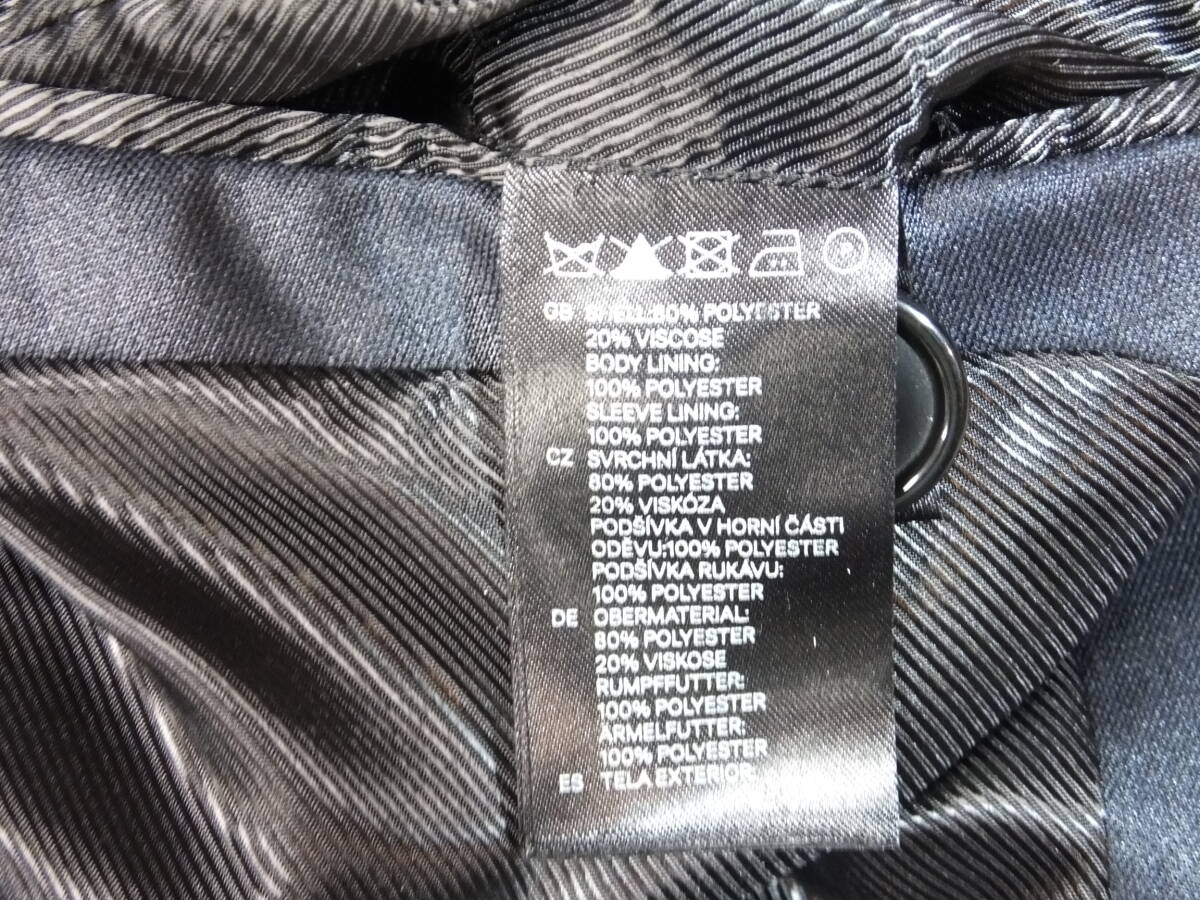 GB SHELL:80% POLYESTER
20% VISCOSE
BODY LINING:
100% POLYESTER
SLEEVE LINING:
100% POLYESTER
CZ SVRCHNÍ LÁTKA:
80% POLYESTER
20% VISKÓZA
PODŠÍVKA V HORNÍ ČÁSTI
ODĚVU:100% POLYESTER
PODŠÍVKA RUKÁVU:
100% POLYESTER
DE OBERMATERIAL:
80% POLYESTER
20% VISKOSE
RUMPFFUTTER:
100% POLYESTER
ÄRMELFUTTER:
100% POLYESTER
ES TELA EXTERIOR: